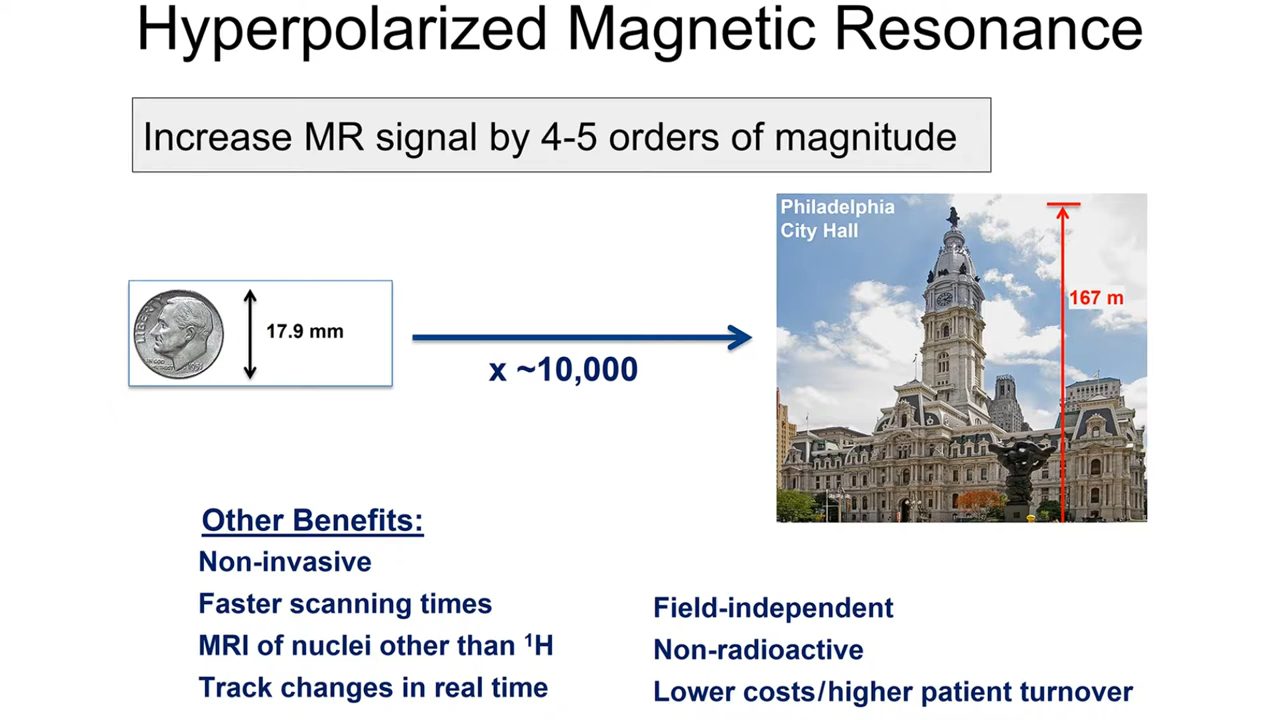 Hyperpolarized Magnetic Resonance
Increase MR signal by 4-5 orders of magnitude
Philadelphia
City Hall
167 m
LIBERTY
17.9 mm
x ~10,000
Other Benefits:
Non-invasive
Faster scanning times
MRI of nuclei other than ¹H
Track changes in real time
Field-independent
Non-radioactive
Lower costs/higher patient turnover